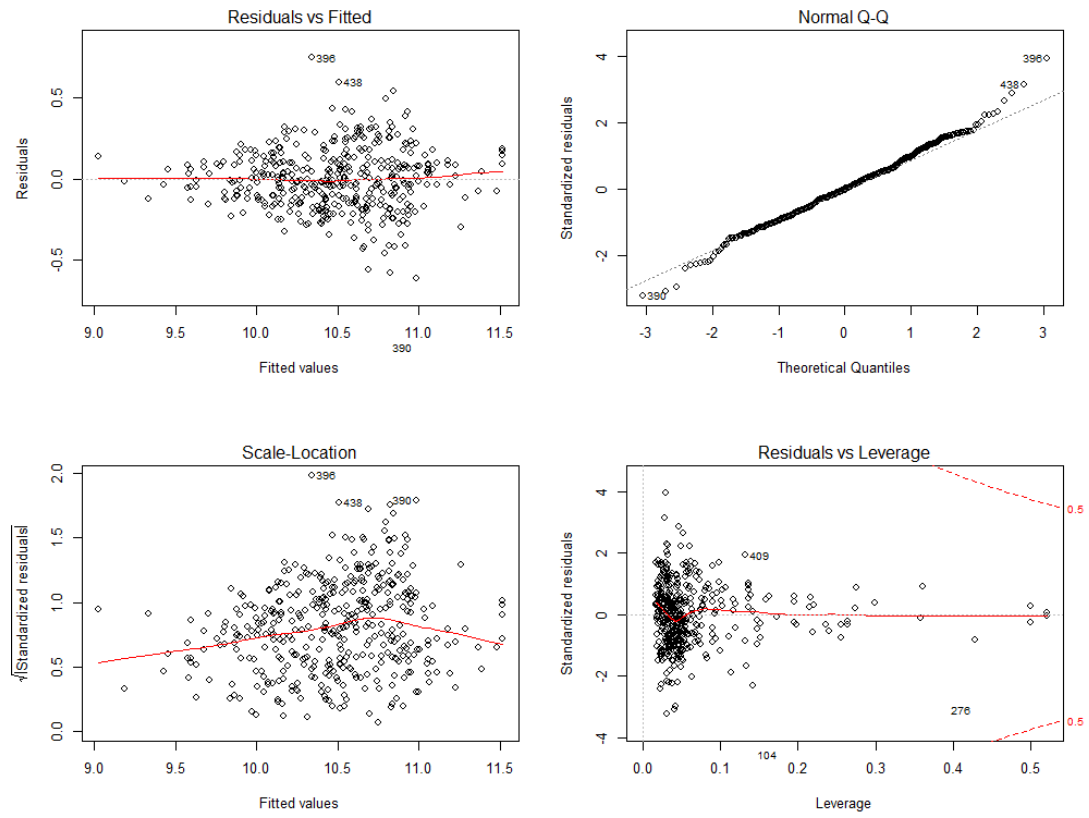 Residuals vs Fitted
Residuals
0.5
0.0
-0.5
396
438
9.0 9.5 10.0 10.5 11.0 11.5
390
Fitted values
Normal Q-Q
Standardized residuals
4
2
0
-2
396
438
390
-3 -2 -1 0 1 2 3
Theoretical Quantiles
Scale-Location
√|Standardized residuals|
2.0
1.5
1.0
0.5
0.0
396
438
390
9.0 9.5 10.0 10.5 11.0 11.5
Fitted values
Residuals vs Leverage
Standardized residuals
4
2
0
-2
-4
0.5
409
276
0.5
104
0.0 0.1 0.2 0.3 0.4 0.5
Leverage